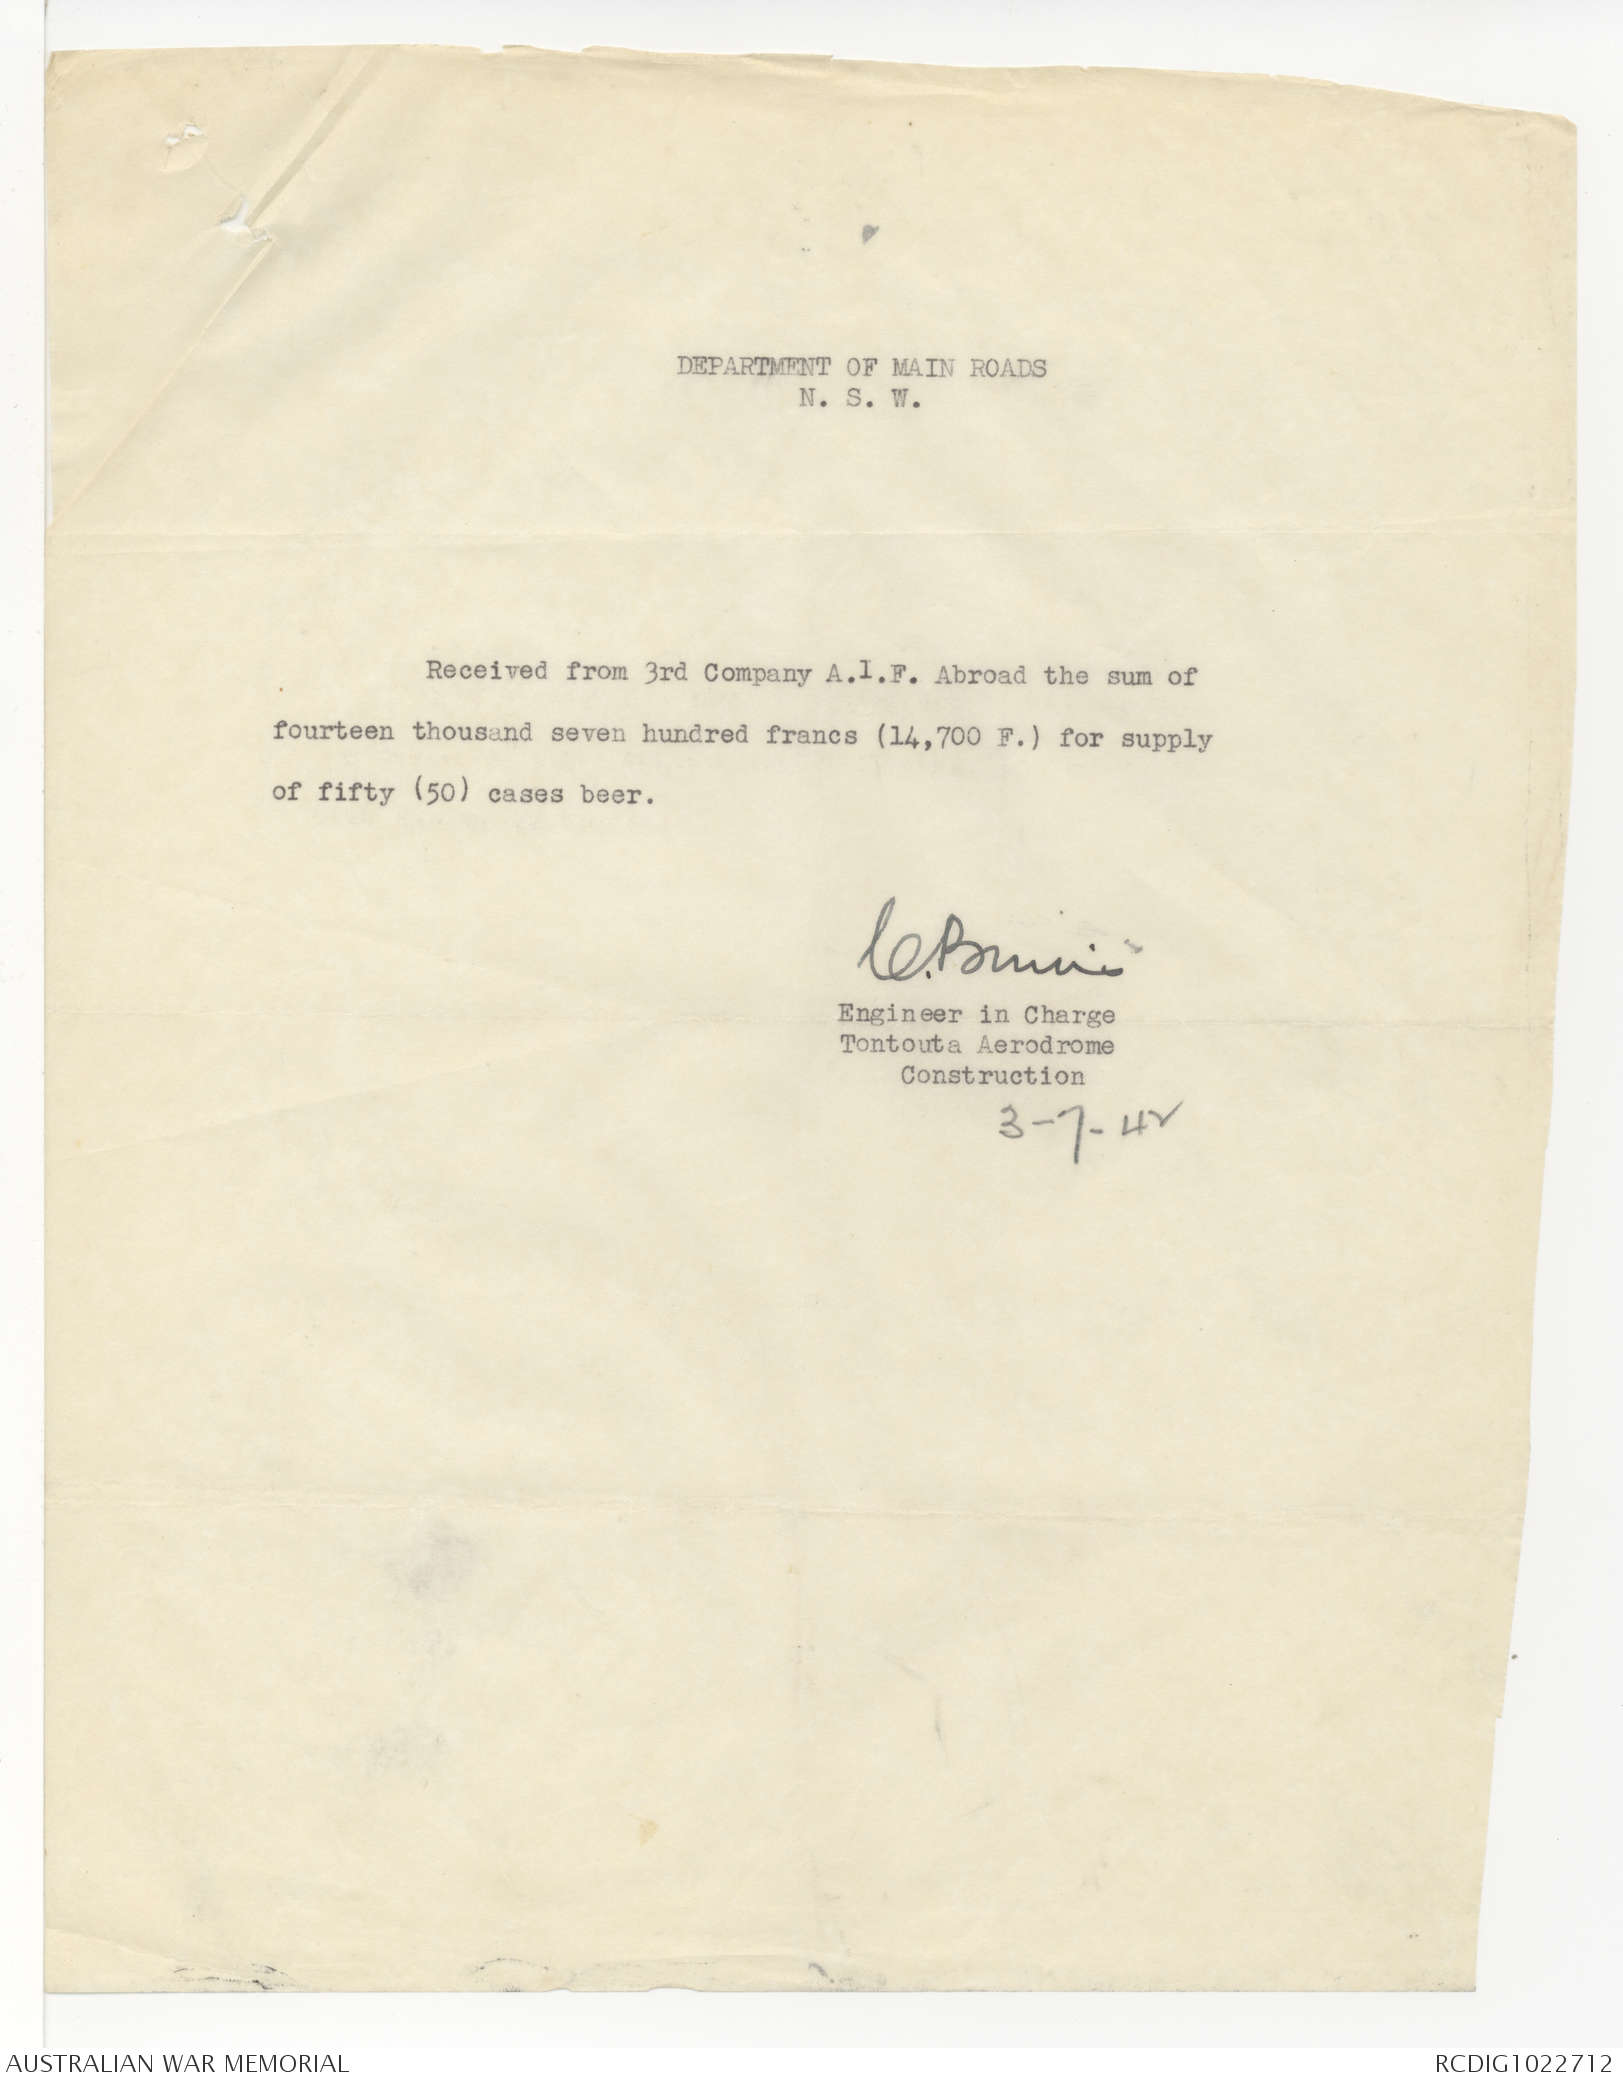 DEPARTMENT OF MAIN ROADS
N. S. W.
Received from 3rd Company A.I.F. Abroad the sum of
fourteen thousand seven hundred francs (14,700 F.) for supply
of fifty (50) cases beer.
Engineer in Charge
Tontouta Aerodrome
Construction
3-7-42
AUSTRALIAN WAR MEMORIAL
RCDIG1022712